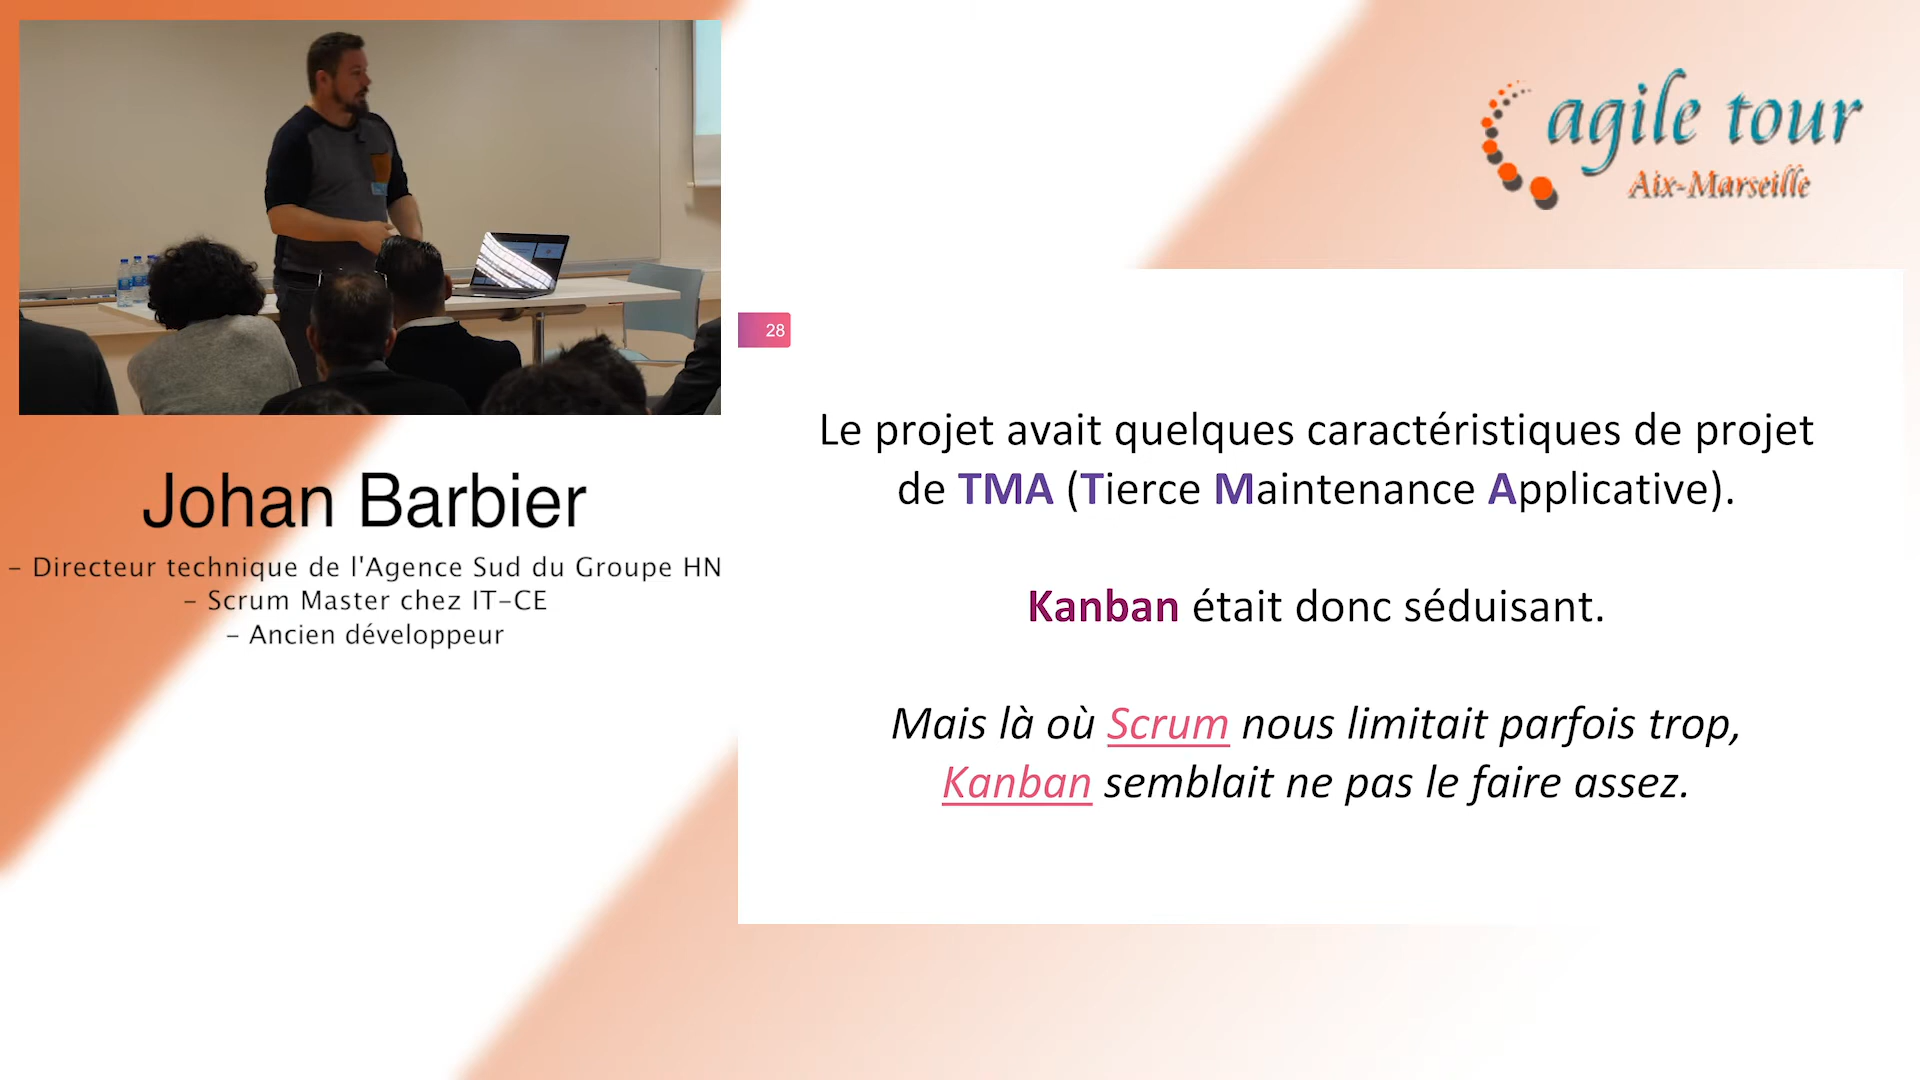 agile tour
Aix-Marseille
28
Le projet avait quelques caractéristiques de projet
de TMA (Tierce Maintenance Applicative).
Kanban était donc séduisant.
Mais là où Scrum nous limitait parfois trop,
Kanban semblait ne pas le faire assez.
Johan Barbier
– Directeur technique de l'Agence Sud du Groupe HN
– Scrum Master chez IT-CE
– Ancien développeur